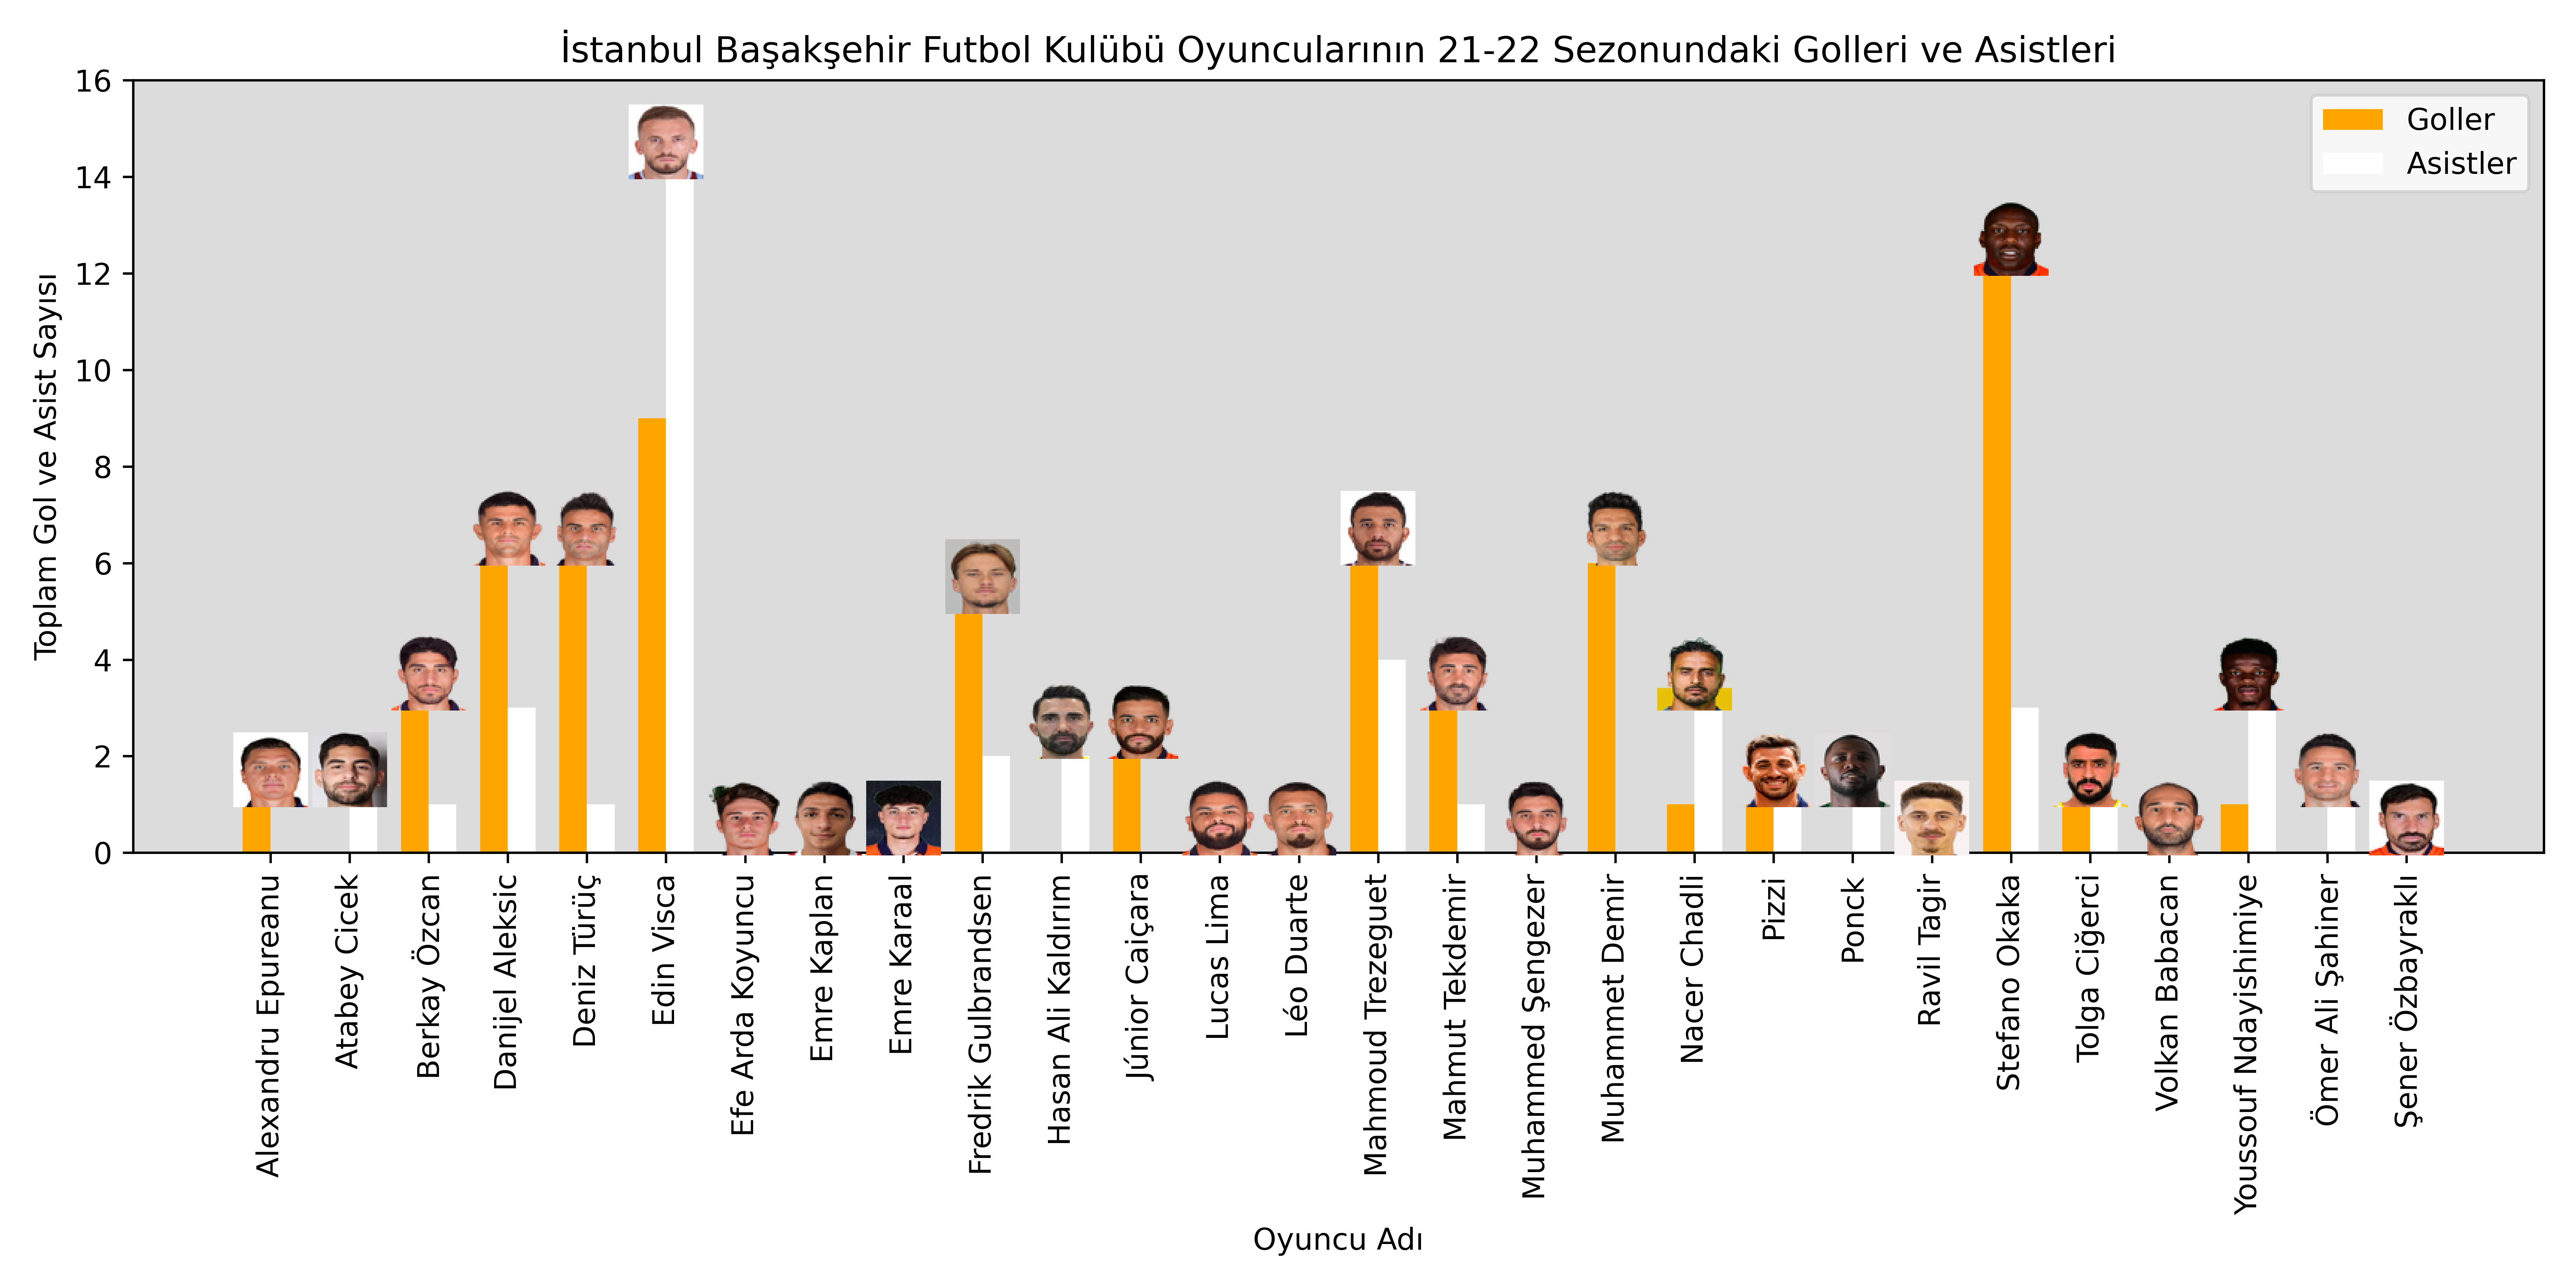 İstanbul Başakşehir Futbol Kulübü Oyuncularının 21-22 Sezonundaki Golleri ve Asistleri
Goller
Asistler
Toplam Gol ve Asist Sayısı
16
14
12
10
8
6
4
2
0
Alexandru Epureanu
Atabey Cicek
Berkay Özcan
Danijel Aleksic
Deniz Türüç
Edin Visca
Efe Arda Koyuncu
Emre Kaplan
Emre Karaal
Fredrik Gulbrandsen
Hasan Ali Kaldırım
Júnior Caiçara
Lucas Lima
Léo Duarte
Mahmoud Trezeguet
Mahmut Tekdemir
Muhammed Şengezer
Muhammet Demir
Nacer Chadli
Pizzi
Ponck
Ravil Tagir
Stefano Okaka
Tolga Ciğerci
Volkan Babacan
Youssouf Ndayishimiye
Ömer Ali Şahiner
Şener Özbayraklı
Oyuncu Adı